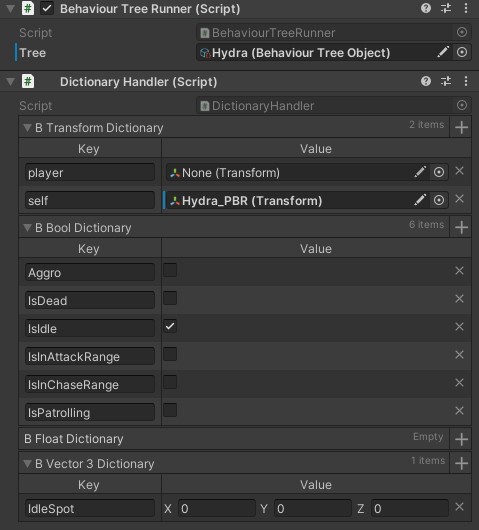 Behaviour Tree Runner (Script)
Script BehaviourTreeRunner
Tree Hydra (Behaviour Tree Object)
Dictionary Handler (Script)
Script DictionaryHandler
B Transform Dictionary 2 items
Key Value
player None (Transform)
self Hydra_PBR (Transform)
B Bool Dictionary 6 items
Key Value
Aggro
IsDead
IsIdle
IsInAttackRange
IsInChaseRange
IsPatrolling
B Float Dictionary Empty
B Vector 3 Dictionary 1 items
Key Value
IdleSpot X 0 Y 0 Z 0